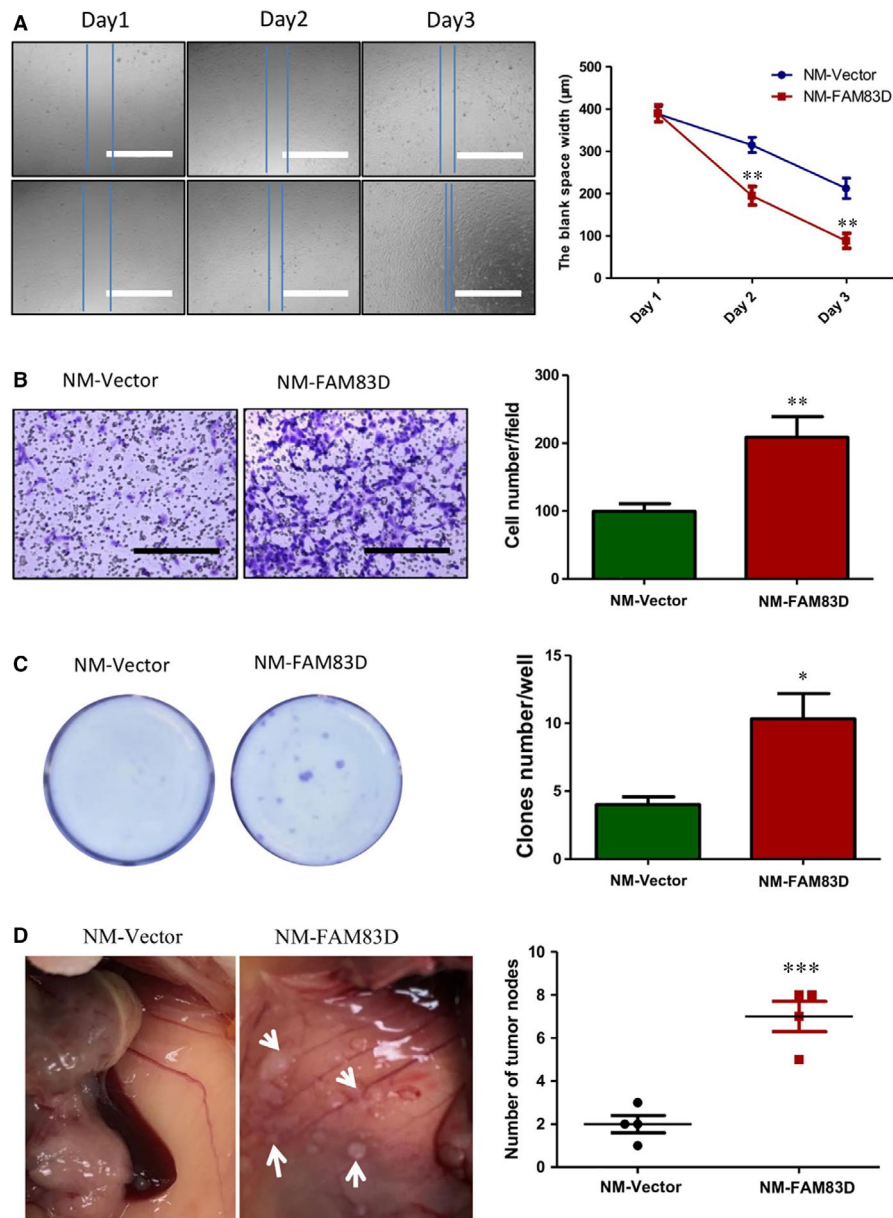 A
Day1
Day2
Day3
500
400
300
200
100
0
The blank space width (µm)
NM-Vector
NM-FAM83D
**
**
Day 1
Day 2
Day 3
B
NM-Vector
NM-FAM83D
300
200
100
0
Cell number/field
**
NM-Vector
NM-FAM83D
C
NM-Vector
NM-FAM83D
15
10
5
0
Clones number/well
*
NM-Vector
NM-FAM83D
D
NM-Vector
NM-FAM83D
10
8
6
4
2
0
Number of tumor nodes
***
NM-Vector
NM-FAM83D